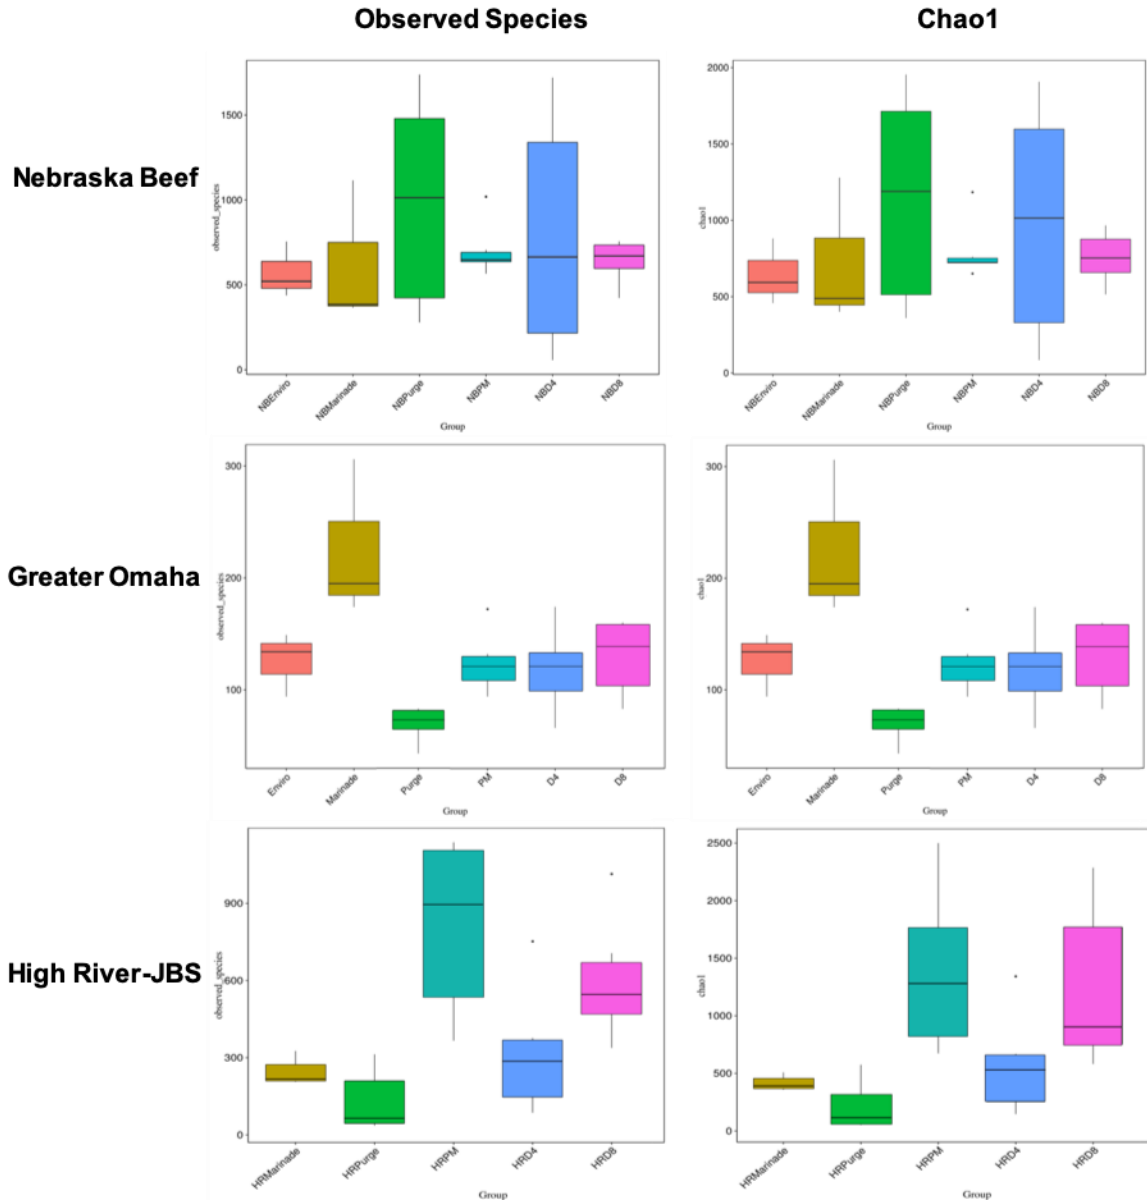 Observed Species
Chao1
Nebraska Beef
observed_species
1500
1000
500
0
NBEnviro
NBMarinade
NBPurge
NBPM
NBD4
NBD8
Group
chao1
2000
1500
1000
500
0
NBEnviro
NBMarinade
NBPurge
NBPM
NBD4
NBD8
Group
Greater Omaha
observed_species
300
200
100
Enviro
Marinade
Purge
PM
D4
D8
Group
chao1
300
200
100
Enviro
Marinade
Purge
PM
D4
D8
Group
High River-JBS
observed_species
900
600
300
0
HRMarinade
HRPurge
HRPM
HRD4
HRD8
Group
chao1
2500
2000
1500
1000
500
0
HRMarinade
HRPurge
HRPM
HRD4
HRD8
Group